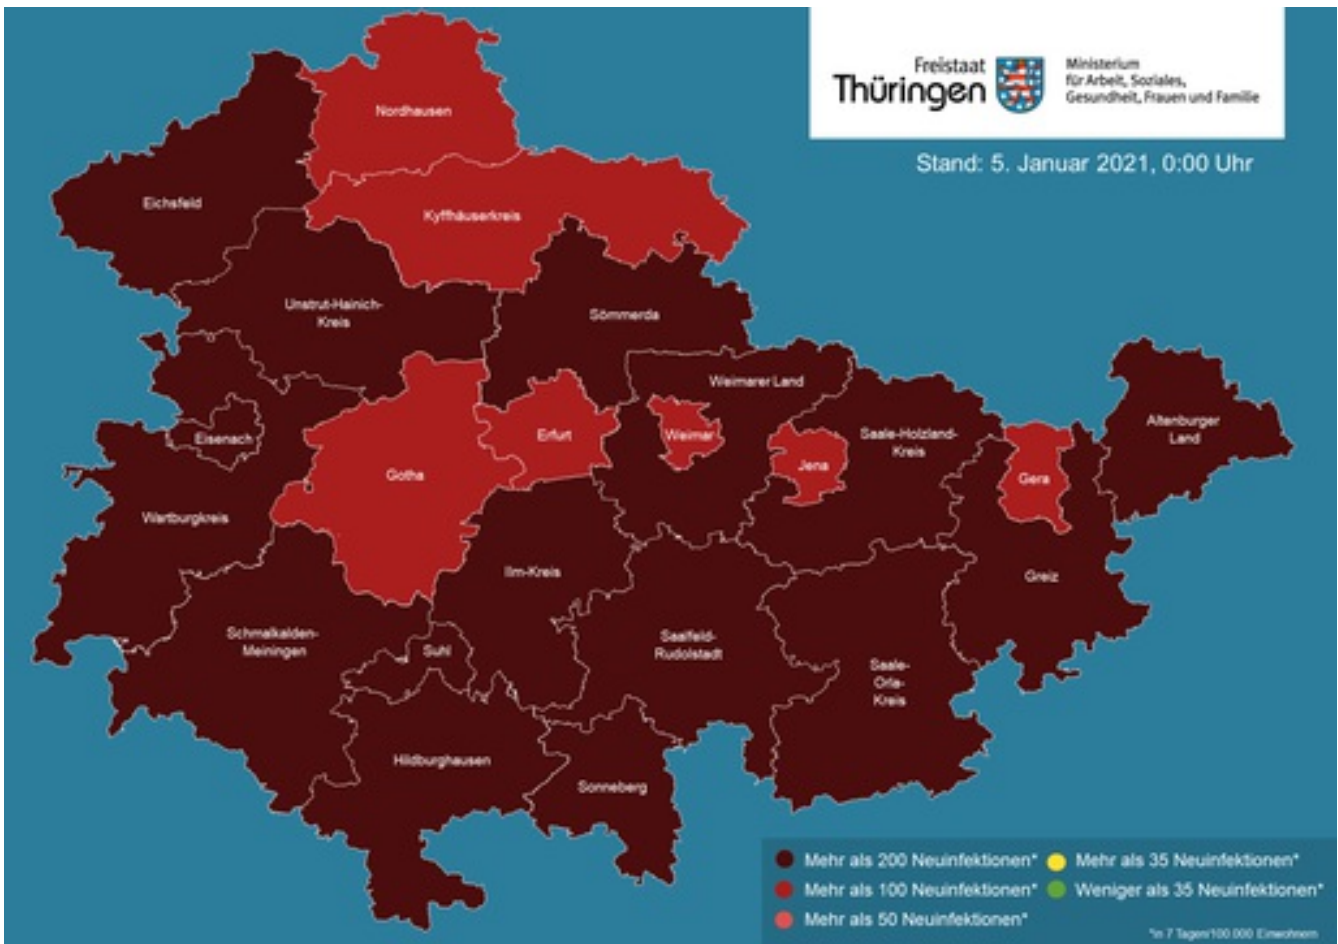 Freistaat
Thüringen
Ministerium
für Arbeit, Soziales,
Gesundheit, Frauen und Familie
Stand: 5. Januar 2021, 0:00 Uhr
Nordhausen
Eichsfeld
Kyffhäuserkreis
Unstrut-Hainich-
Kreis
Sömmerda
Weimarer Land
Altenburger
Land
Eisenach
Erfurt
Weimar
Saale-Holzland-
Kreis
Jena
Gotha
Gera
Wartburgkreis
Ilm-Kreis
Greiz
Schmalkalden-
Meiningen
Suhl
Saalfeld-
Rudolstadt
Saale-
Orla-
Kreis
Hildburghausen
Sonneberg
Mehr als 200 Neuinfektionen*
Mehr als 100 Neuinfektionen*
Mehr als 50 Neuinfektionen*
Mehr als 35 Neuinfektionen*
Weniger als 35 Neuinfektionen*
*in 7 Tagen/100.000 Einwohnern